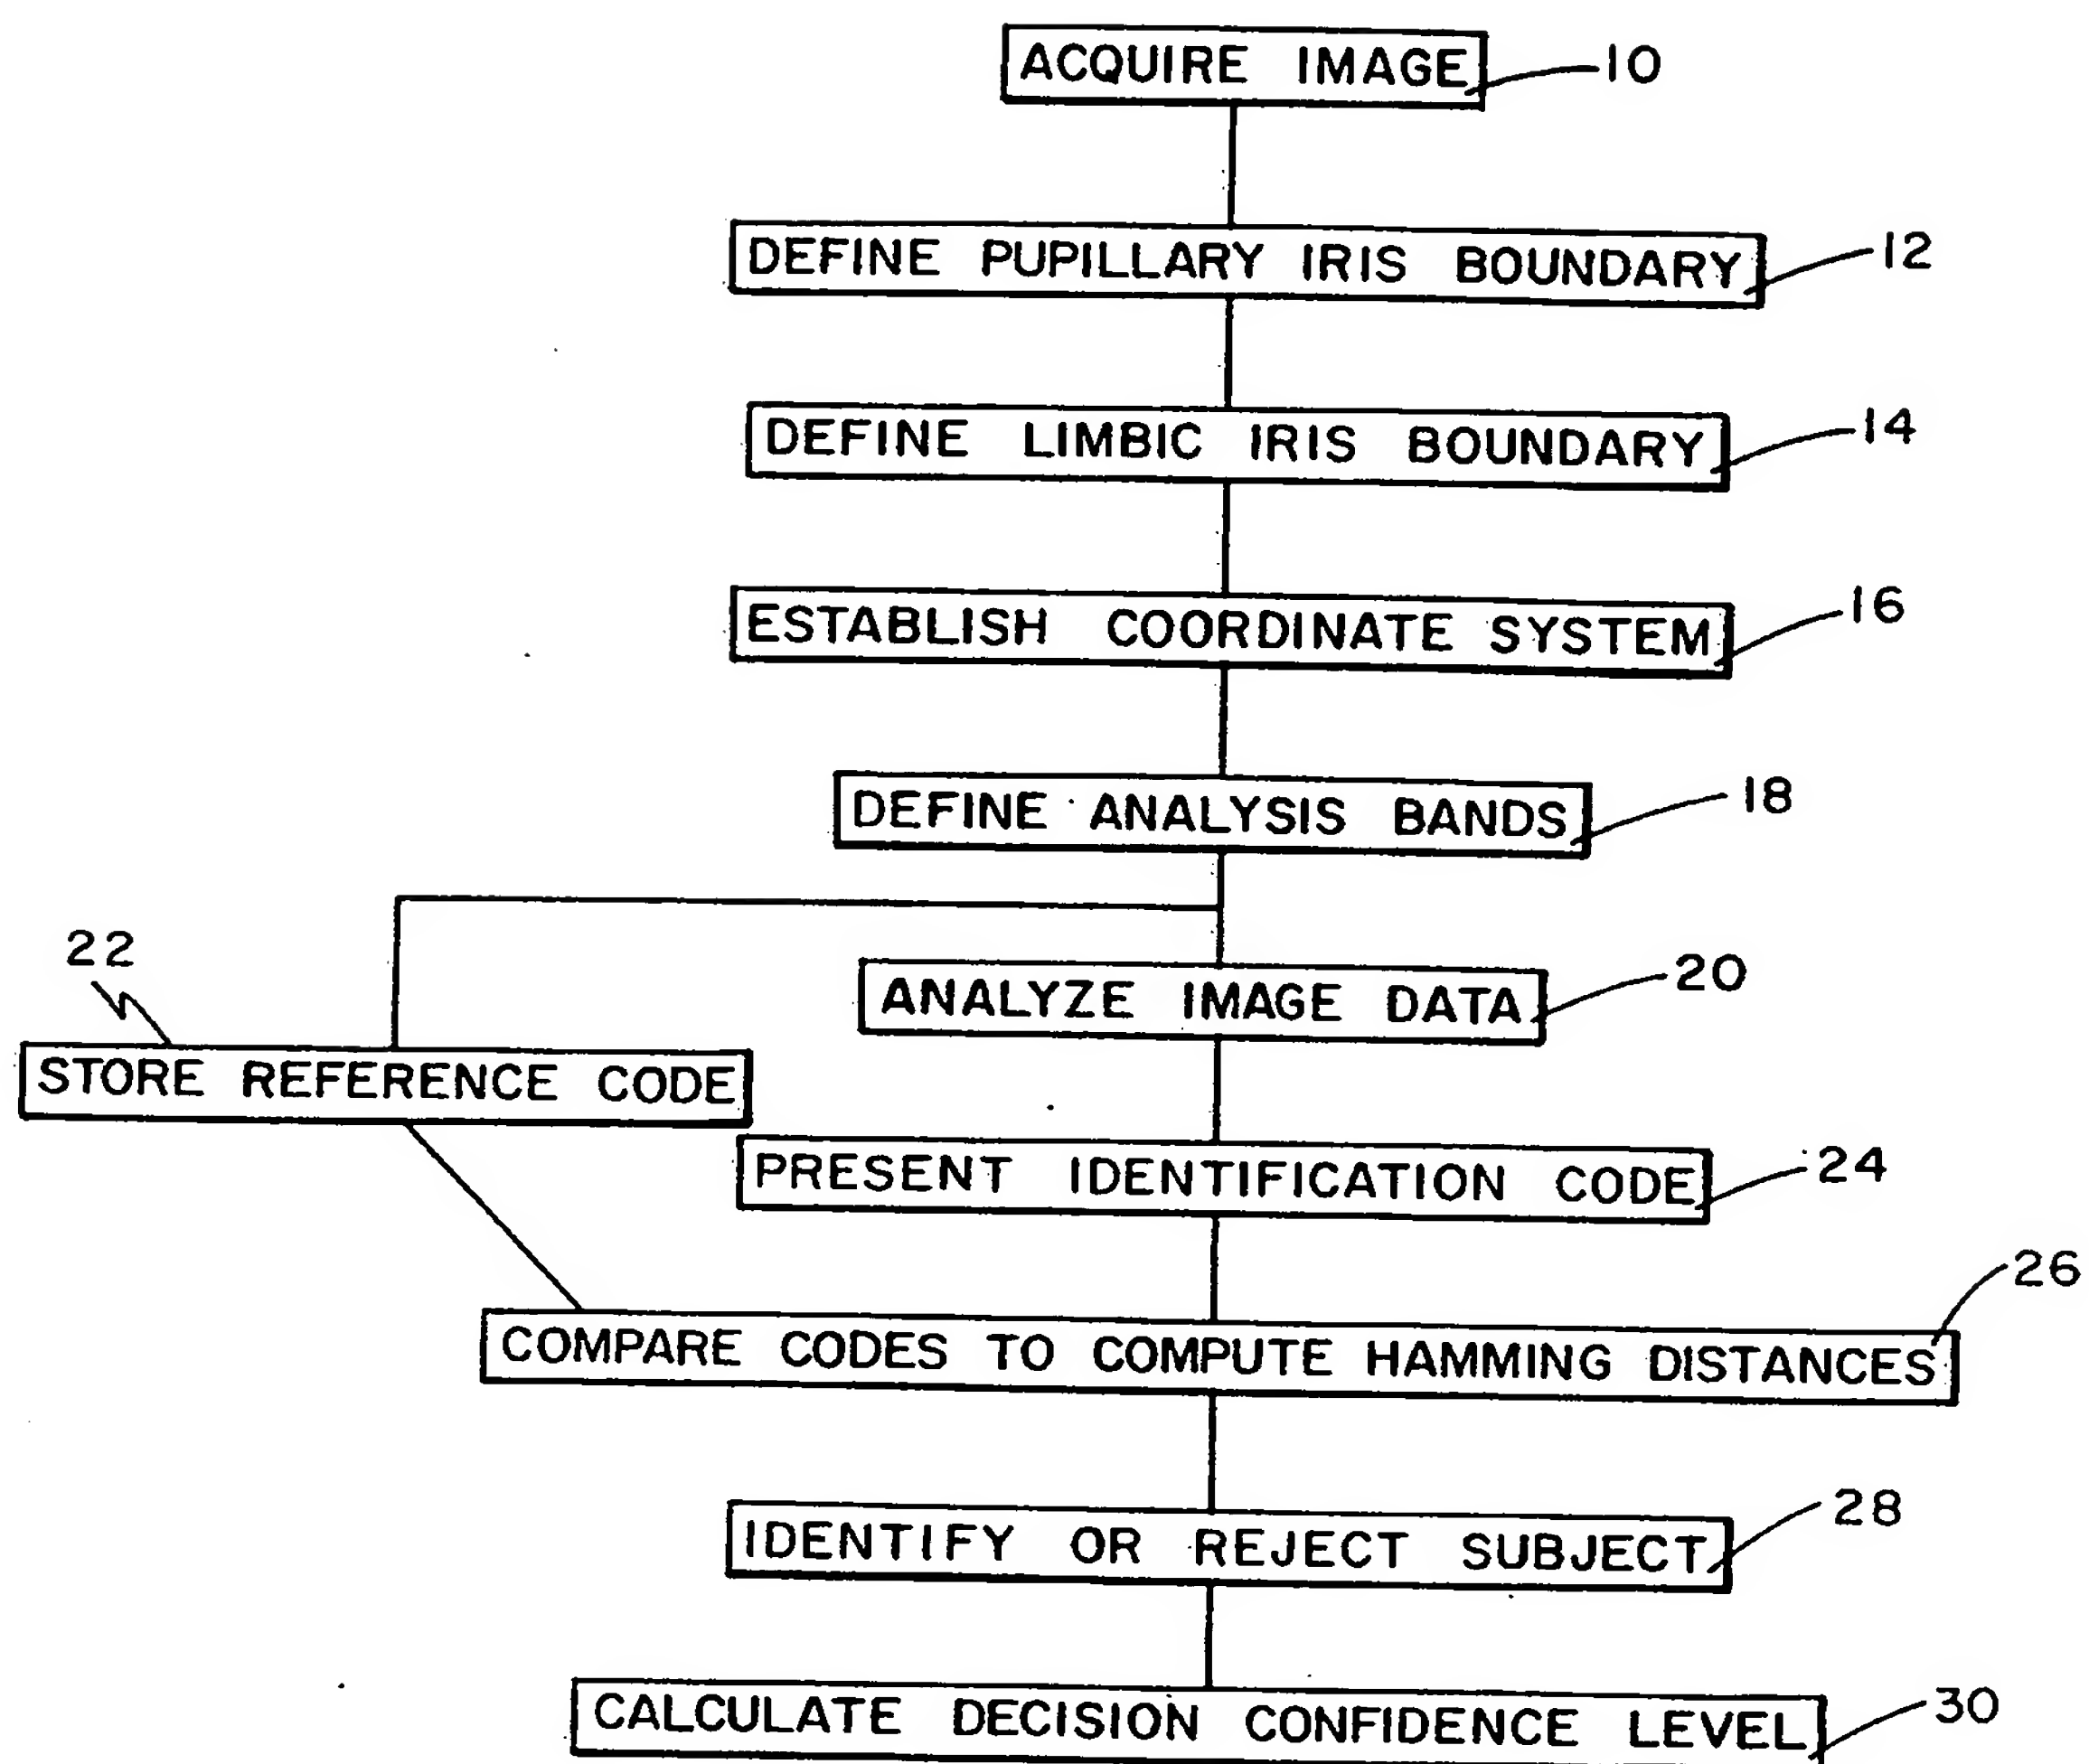 ACQUIRE IMAGE 10
DEFINE PUPILLARY IRIS BOUNDARY 12
DEFINE LIMBIC IRIS BOUNDARY 14
ESTABLISH COORDINATE SYSTEM 16
DEFINE ANALYSIS BANDS 18
22
ANALYZE IMAGE DATA 20
STORE REFERENCE CODE
PRESENT IDENTIFICATION CODE 24
26
COMPARE CODES TO COMPUTE HAMMING DISTANCES
IDENTIFY OR REJECT SUBJECT 28
CALCULATE DECISION CONFIDENCE LEVEL 30